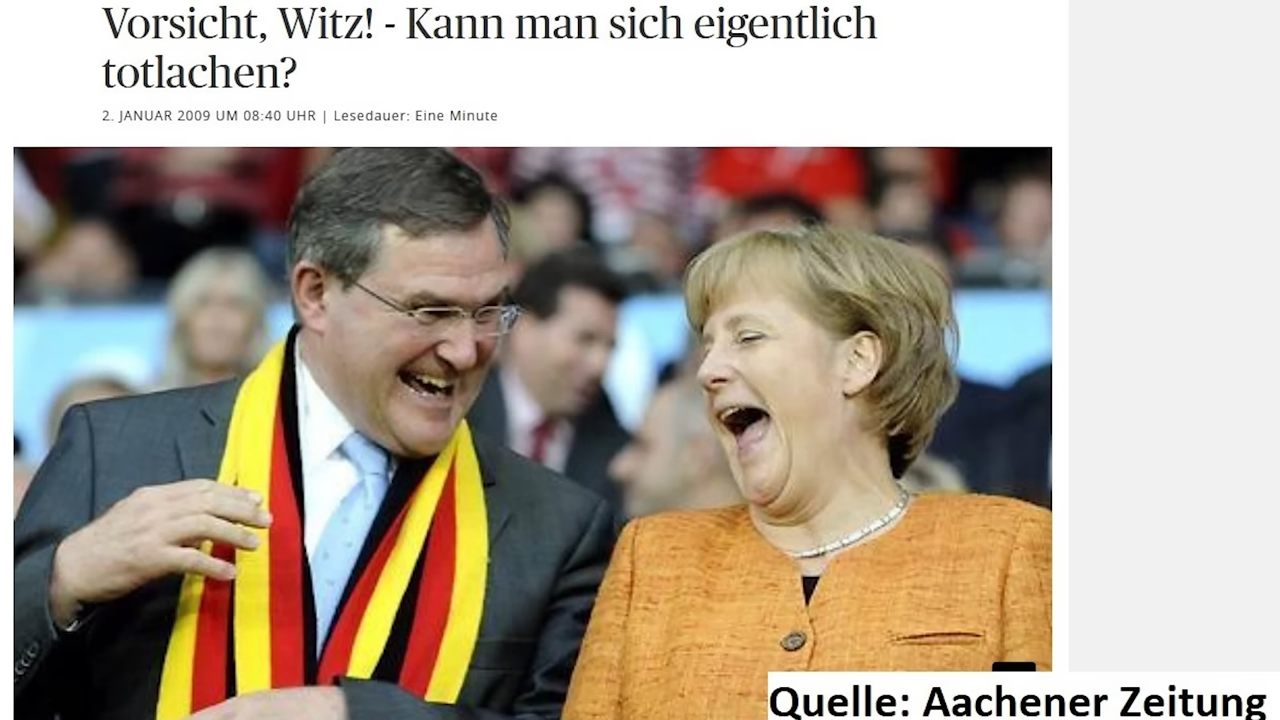 Vorsicht, Witz! - Kann man sich eigentlich
totlachen?
2. JANUAR 2009 UM 08:40 UHR | Lesedauer: Eine Minute
Quelle: Aachener Zeitung